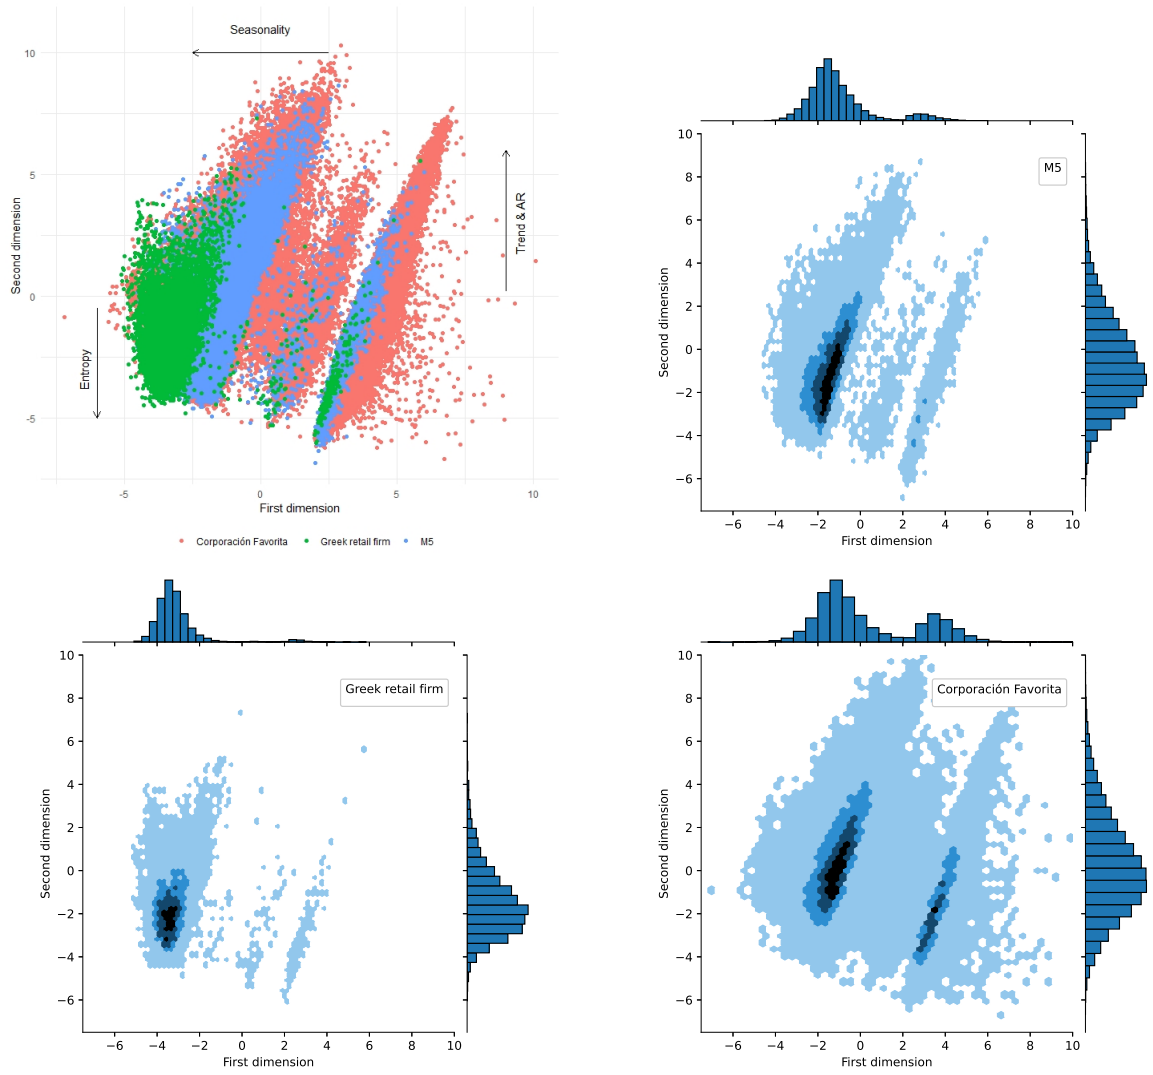 Seasonality
10
5
0
-5
Second dimension
Trend & AR
Entropy
-5 0 5 10
First dimension
Corporación Favorita Greek retail firm M5
M5
10
8
6
4
2
0
−2
−4
−6
Second dimension
−6 −4 −2 0 2 4 6 8 10
First dimension
Greek retail firm
10
8
6
4
2
0
−2
−4
−6
Second dimension
−6 −4 −2 0 2 4 6 8 10
First dimension
Corporación Favorita
10
8
6
4
2
0
−2
−4
−6
Second dimension
−6 −4 −2 0 2 4 6 8 10
First dimension